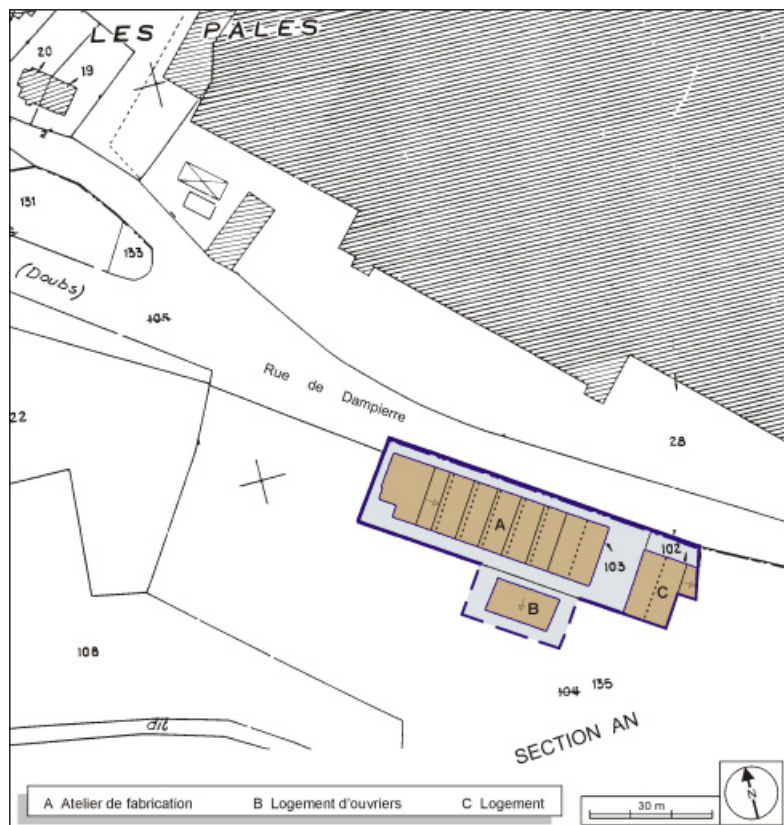 LES PALES
20
19
131
133
(Doubs)
105
Rue de Dampierre
22
28
A
103
102
C
B
108
104 135
dit
SECTION AN
A Atelier de fabrication B Logement d'ouvriers C Logement
30 m
N